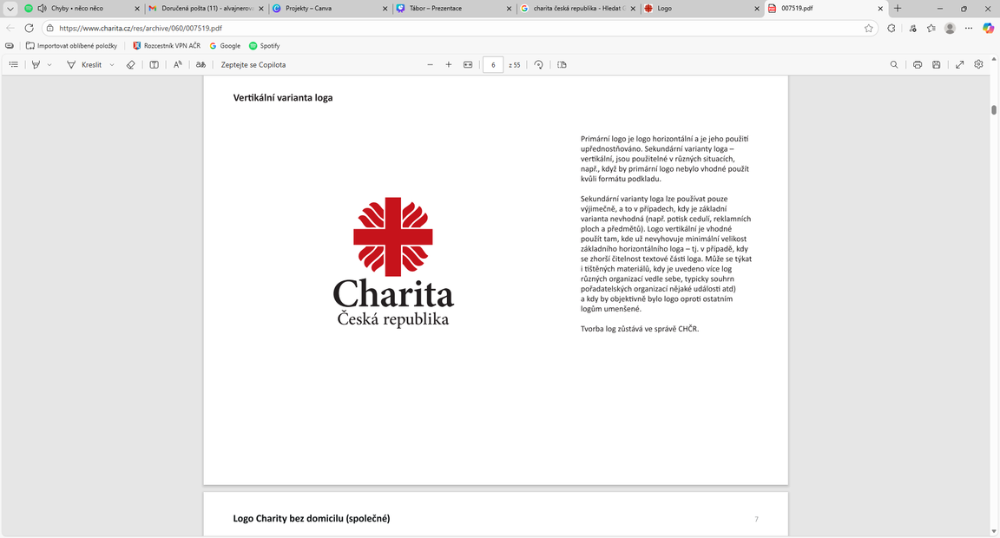 Chyby • něco něco
Doručená pošta (11) - alvajnerova
Projekty – Canva
Tábor – Prezentace
charita česká republika - Hledat G
Logo
007519.pdf
https://www.charita.cz/res/archive/060/007519.pdf
Importovat oblíbené položky
Rozcestník VPN AČR
Google
Spotify
Kreslit
Zeptejte se Copilota
6 z 55
Vertikální varianta loga
Primární logo je logo horizontální a je jeho použití
upřednostňováno. Sekundární varianty loga –
vertikální, jsou použitelné v různých situacích,
např., když by primární logo nebylo vhodné použít
kvůli formátu podkladu.
Sekundární varianty loga lze používat pouze
výjimečně, a to v případech, kdy je základní
varianta nevhodná (např. potisk cedulí, reklamních
ploch a předmětů). Logo vertikální je vhodné
použít tam, kde už nevyhovuje minimální velikost
základního horizontálního loga – tj. v případě, kdy
se zhorší čitelnost textové části loga. Může se týkat
i tištěných materiálů, kdy je uvedeno více log
různých organizací vedle sebe, typicky souhrn
pořadatelských organizací nějaké události atd)
a kdy by objektivně bylo logo oproti ostatním
logům umenšené.
Tvorba log zůstává ve správě CHČR.
Charita
Česká republika
Logo Charity bez domicilu (společné)
7